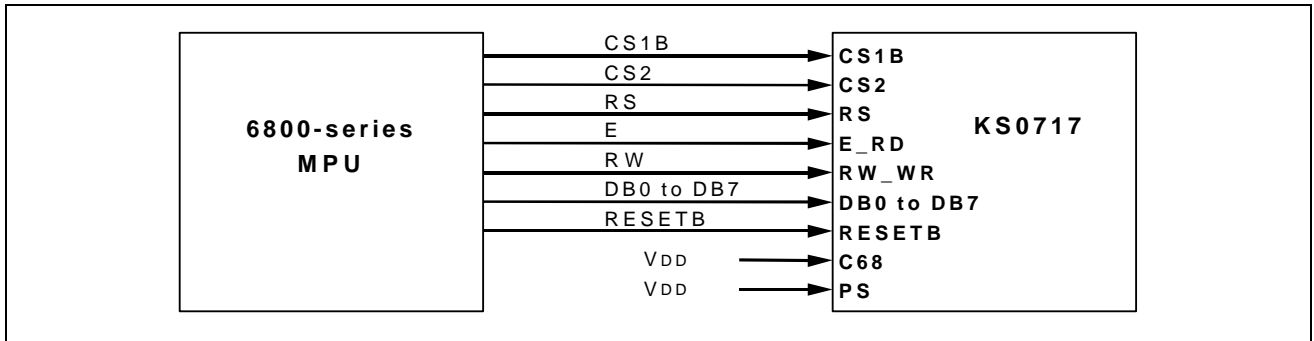 6800-series
MPU
CS1B
CS2
RS
E
RW
DB0 to DB7
RESETB
VDD
VDD
CS1B
CS2
RS
E_RD
RW_WR
DB0 to DB7
RESETB
C68
PS
KS0717